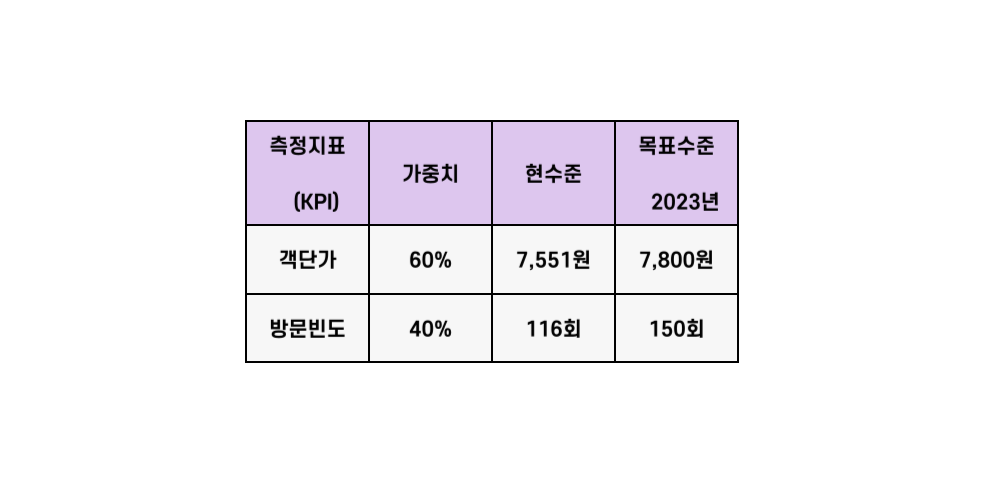 측정지표
(KPI)
가중치
현수준
목표수준
2023년
객단가
60%
7,551원
7,800원
방문빈도
40%
116회
150회